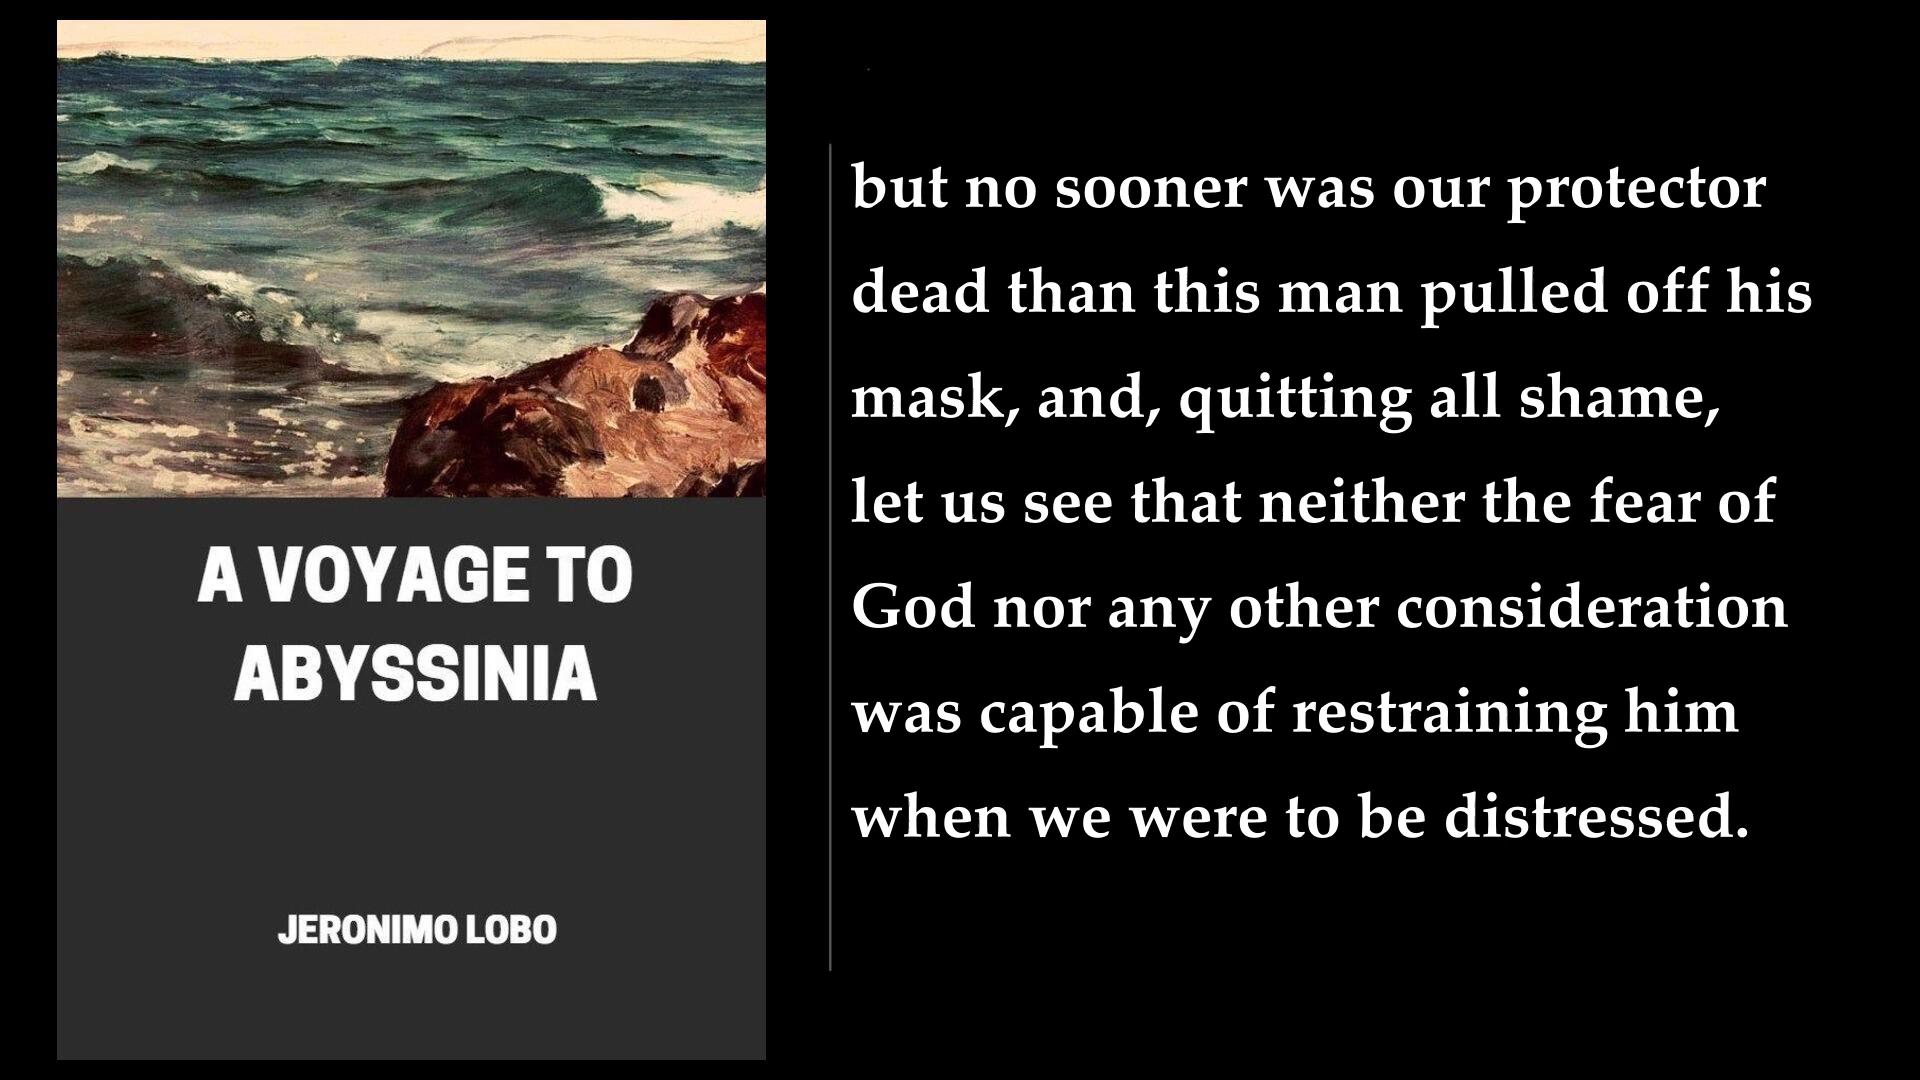 A VOYAGE TO
ABYSSINIA
JERONIMO LOBO
but no sooner was our protector
dead than this man pulled off his
mask, and, quitting all shame,
let us see that neither the fear of
God nor any other consideration
was capable of restraining him
when we were to be distressed.